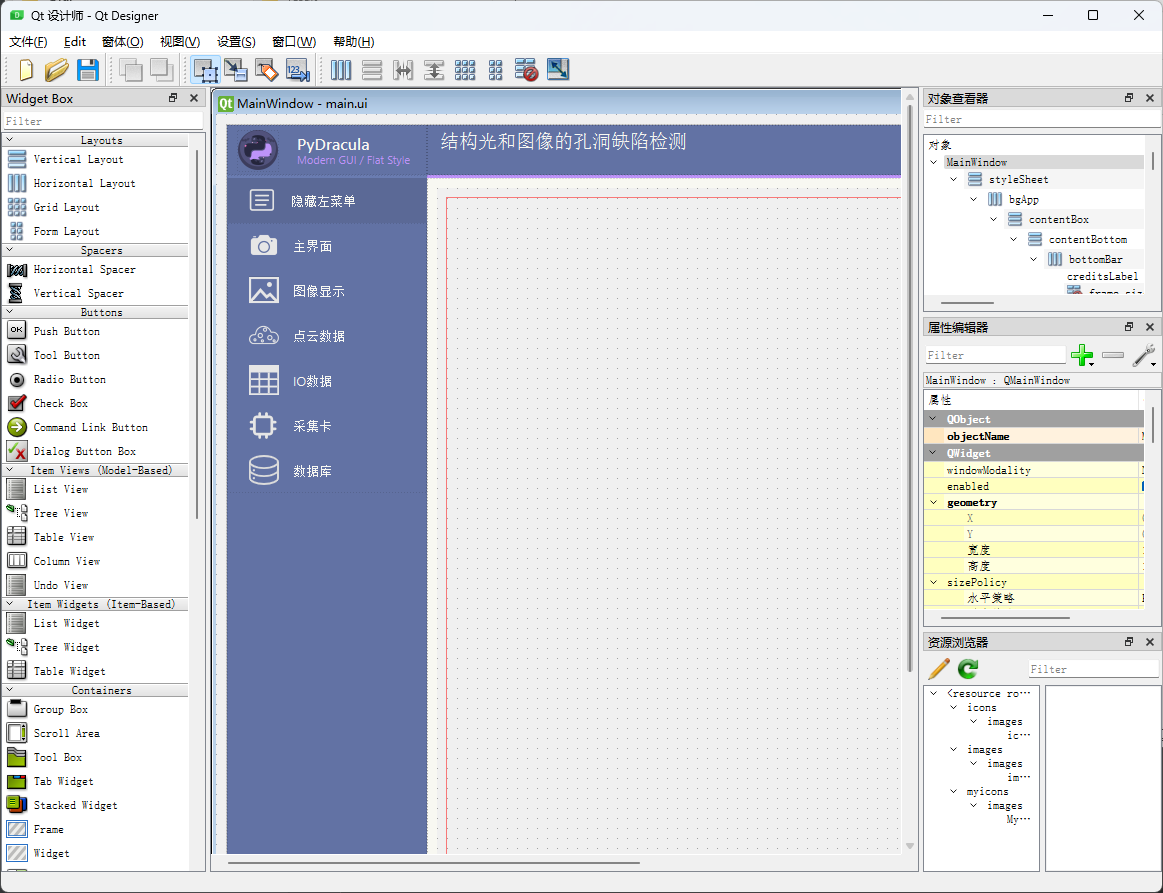 Qt 设计师 - Qt Designer
文件(F) Edit 窗体(O) 视图(V) 设置(S) 窗口(W) 帮助(H)
Widget Box
Filter
Layouts
Vertical Layout
Horizontal Layout
Grid Layout
Form Layout
Spacers
Horizontal Spacer
Vertical Spacer
Buttons
OK Push Button
Tool Button
Radio Button
Check Box
Command Link Button
Dialog Button Box
Item Views (Model-Based)
List View
Tree View
Table View
Column View
Undo View
Item Widgets (Item-Based)
List Widget
Tree Widget
Table Widget
Containers
Group Box
Scroll Area
Tool Box
Tab Widget
Stacked Widget
Frame
Widget
Qt MainWindow - main.ui
PyDracula
Modern GUI / Flat Style
结构光和图像的孔洞缺陷检测
隐藏左菜单
主界面
图像显示
点云数据
IO数据
采集卡
数据库
对象查看器
Filter
对象
MainWindow
styleSheet
bgApp
contentBox
contentBottom
bottomBar
creditsLabel
frame_siz
属性编辑器
Filter
MainWindow : QMainWindow
属性
QObject
objectName
QWidget
windowModality
enabled
geometry
X
Y
宽度
高度
sizePolicy
水平策略
资源浏览器
Filter
<resource ro…
icons
images
ic…
images
images
im…
myicons
images
My…